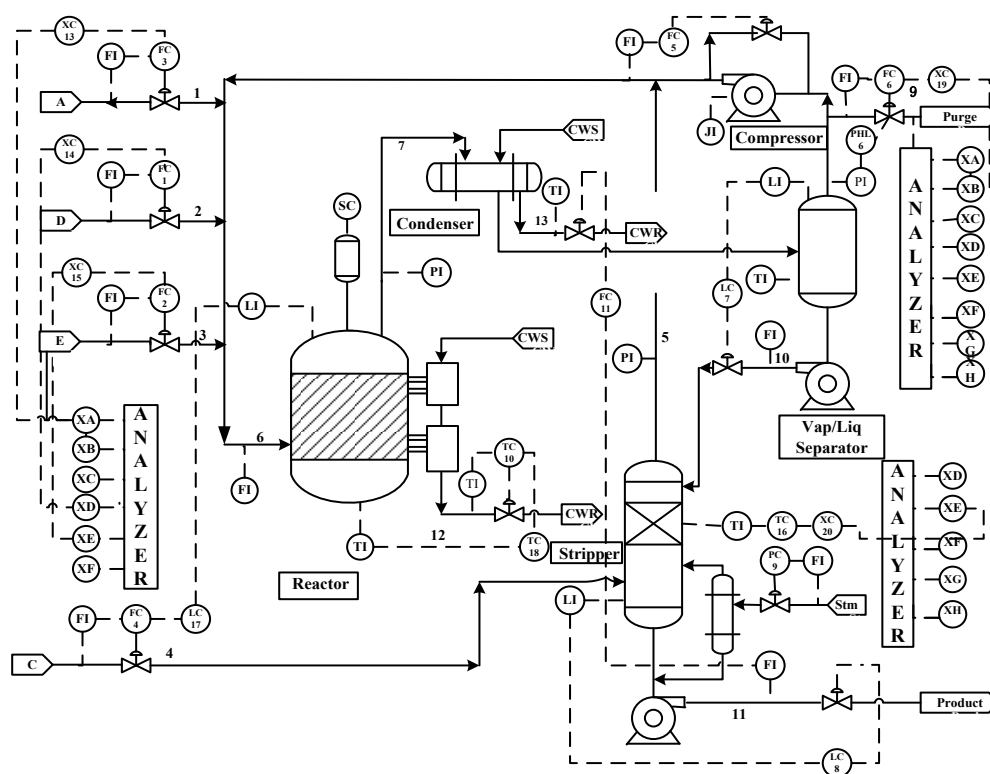 XC
13
FI
FC
3
A
1
XC
14
FI
FC
1
D
2
XC
15
FI
FC
2
E
3
LI
SC
7
CWS
Condenser
TI
13
CWR
PI
FI
FC
5
JI
Compressor
FI
FC
6
9
XC
19
Purge
PHL
6
PI
LI
LC
7
TI
FI
10
Vap/Liq
Separator
A
N
A
L
Y
Z
E
R
XA
XB
XC
XD
XE
XF
X
G
X
H
FC
11
5
PI
CWS
6
FI
TC
10
TI
CWR
12
TI
TC
18
Reactor
A
N
A
L
Y
Z
E
R
XA
XB
XC
XD
XE
XF
Stripper
TI
TC
16
XC
20
A
N
A
L
Y
Z
E
R
XD
XE
XF
XG
XH
PC
9
FI
Stm
LI
FI
FC
4
LC
17
C
4
FI
11
Product
LC
8